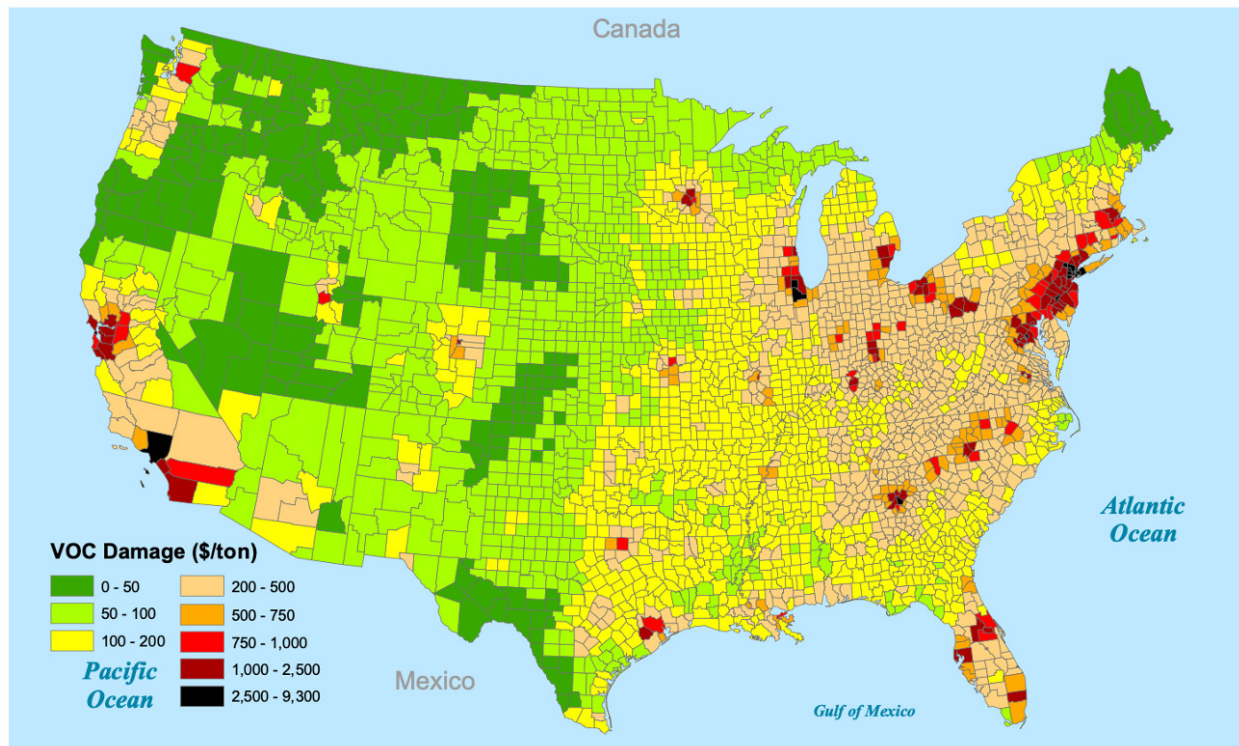 Canada
Atlantic
Ocean
VOC Damage ($/ton)
0 - 50
50 - 100
100 - 200
200 - 500
500 - 750
750 - 1,000
1,000 - 2,500
2,500 - 9,300
Pacific
Ocean
Mexico
Gulf of Mexico